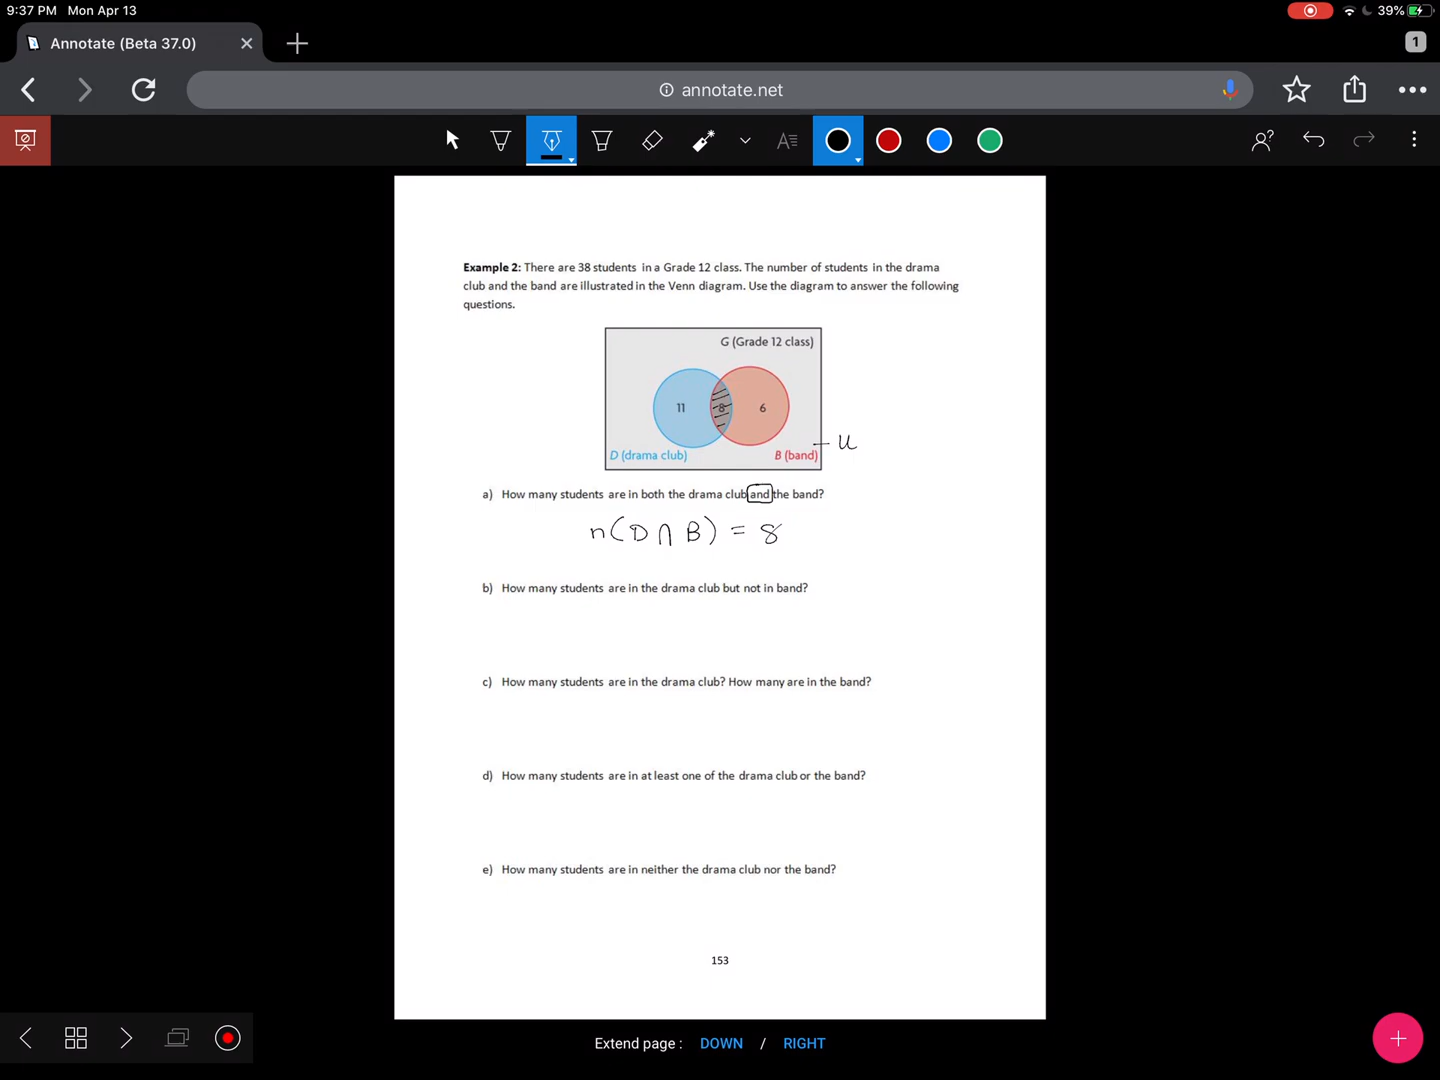 9:37 PM Mon Apr 13
39%
Annotate (Beta 37.0)
1
annotate.net
A
Example 2: There are 38 students in a Grade 12 class. The number of students in the drama
club and the band are illustrated in the Venn diagram. Use the diagram to answer the following
questions.
G (Grade 12 class)
11 8 6
U
D (drama club) B (band)
a) How many students are in both the drama club and the band?
n(D ∩ B) = 8
b) How many students are in the drama club but not in band?
c) How many students are in the drama club? How many are in the band?
d) How many students are in at least one of the drama club or the band?
e) How many students are in neither the drama club nor the band?
153
Extend page : DOWN / RIGHT